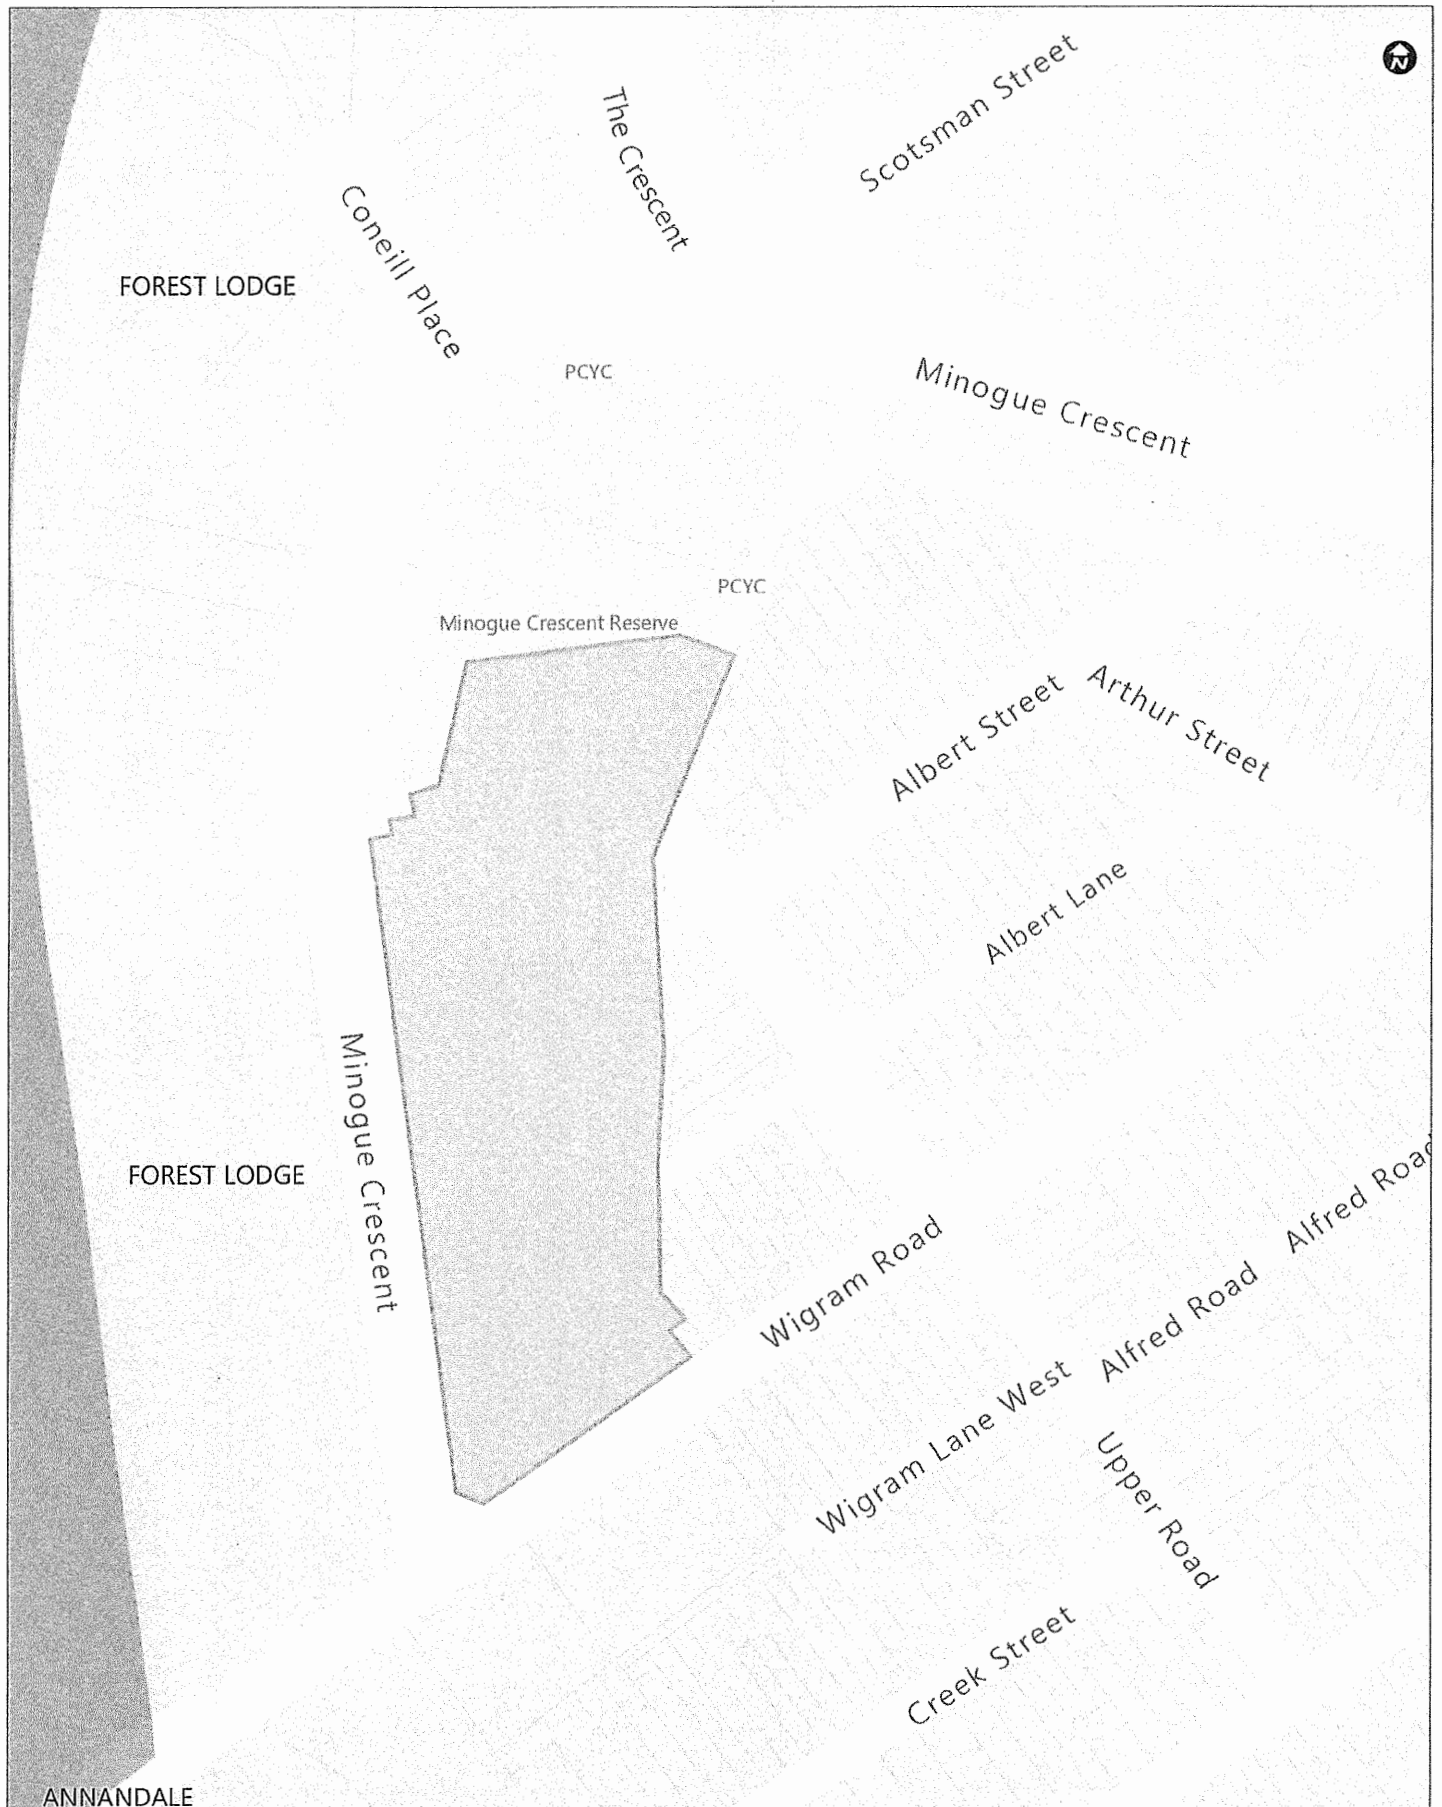 N
Scotsman Street
The Crescent
Coneill Place
FOREST LODGE
PCYC
Minogue Crescent
PCYC
Minogue Crescent Reserve
Albert Street
Arthur Street
Albert Lane
Minogue Crescent
FOREST LODGE
Alfred Road
Wigram Road
Alfred Road
Wigram Lane West
Upper Road
Creek Street
ANNANDALE